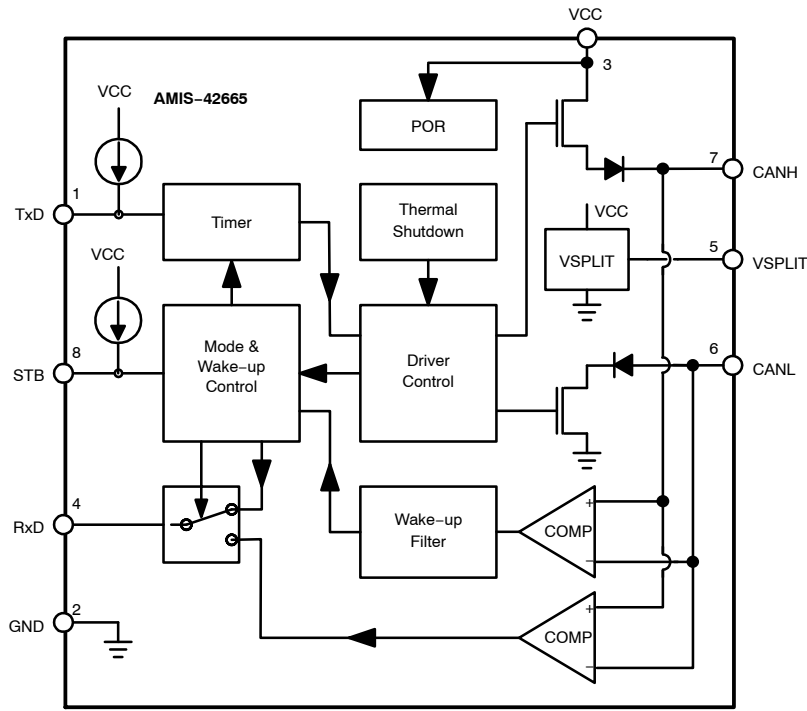 VCC
3
VCC
AMIS−42665
POR
7
CANH
1
TxD
Timer
Thermal
Shutdown
VCC
VSPLIT
5
VSPLIT
VCC
8
STB
Mode &
Wake−up
Control
Driver
Control
6
CANL
4
RxD
Wake−up
Filter
+
COMP
−
2
GND
+
COMP
−